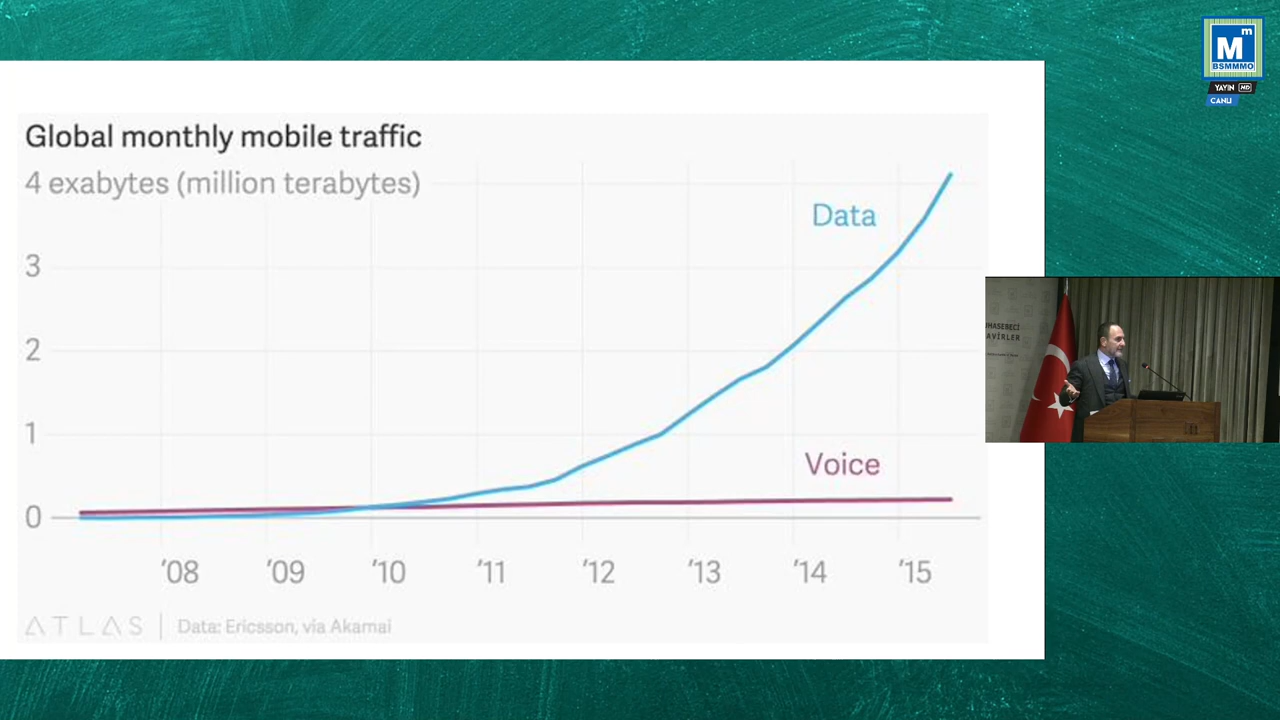 Global monthly mobile traffic
4 exabytes (million terabytes)
3
2
1
0
Data
Voice
'08 '09 '10 '11 '12 '13 '14 '15
ATLAS | Data: Ericsson, via Akamai
M m
BSMMMO
YAYIN HD
CANLI